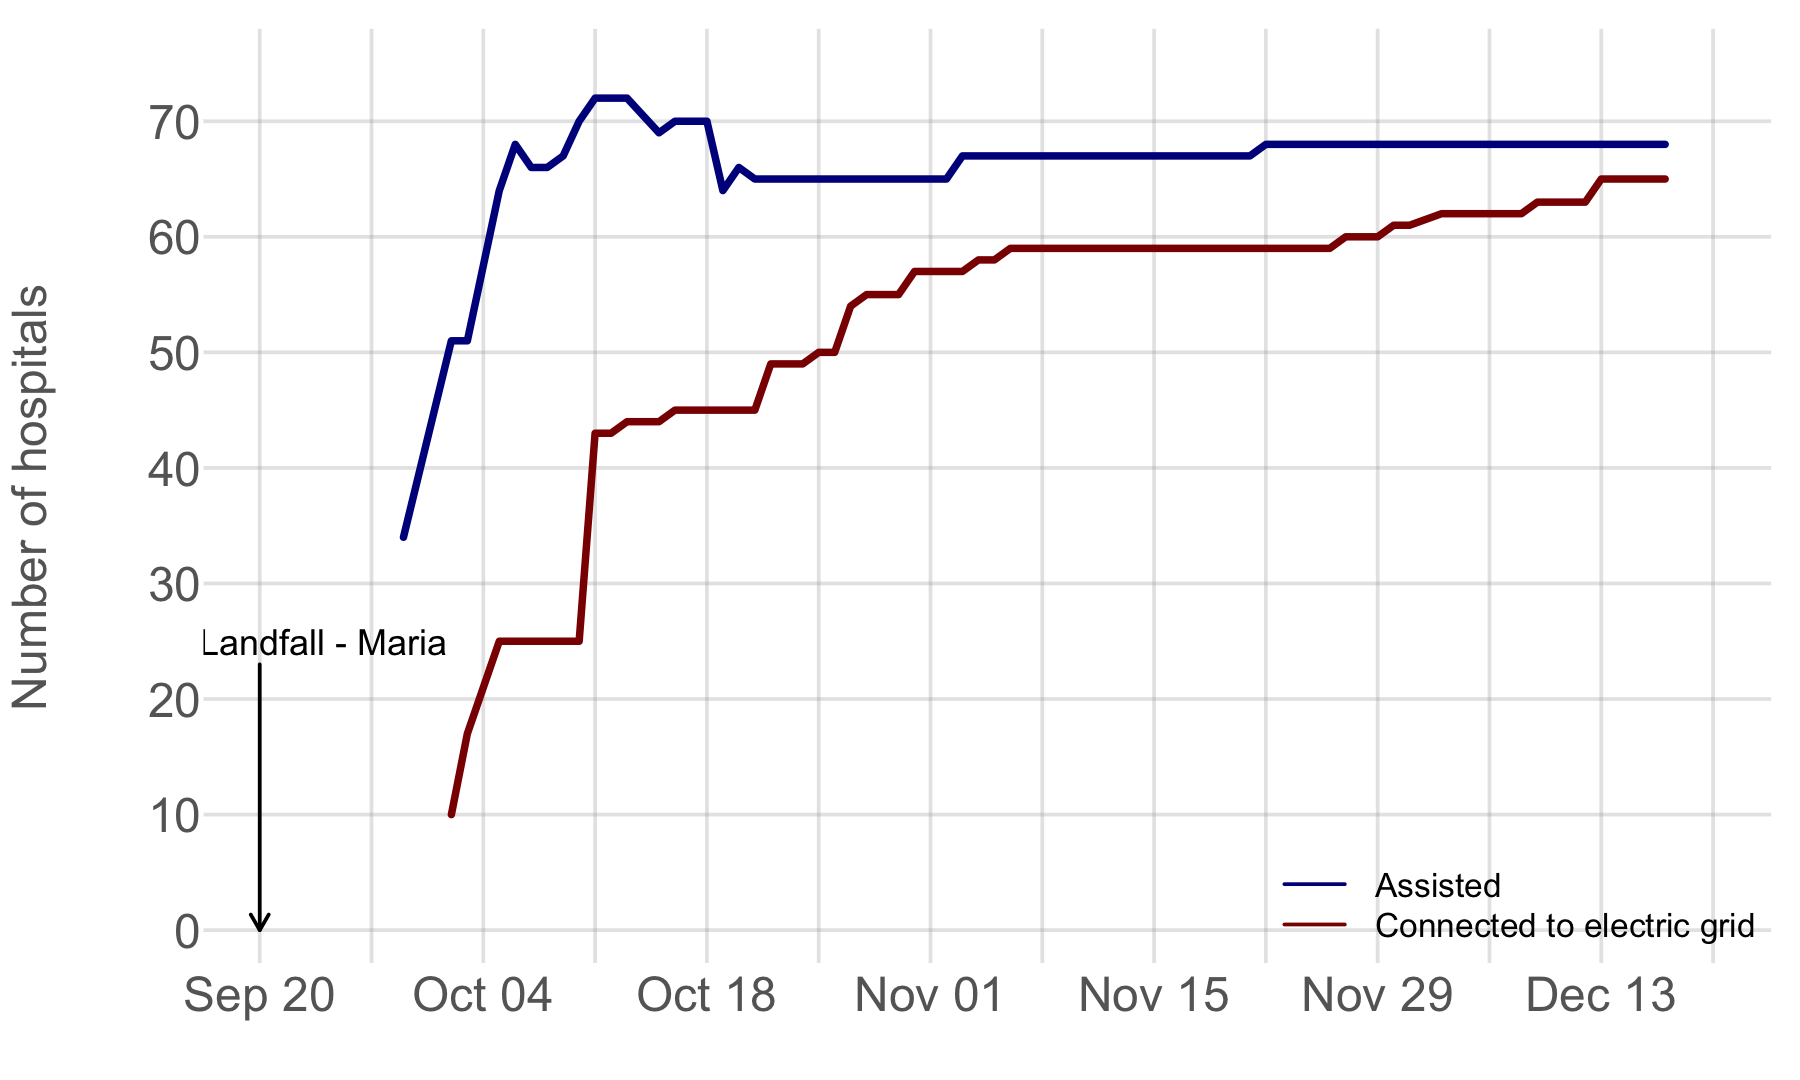 Number of hospitals
70
60
50
40
30
20
10
0
Landfall - Maria
Assisted
Connected to electric grid
Sep 20
Oct 04
Oct 18
Nov 01
Nov 15
Nov 29
Dec 13